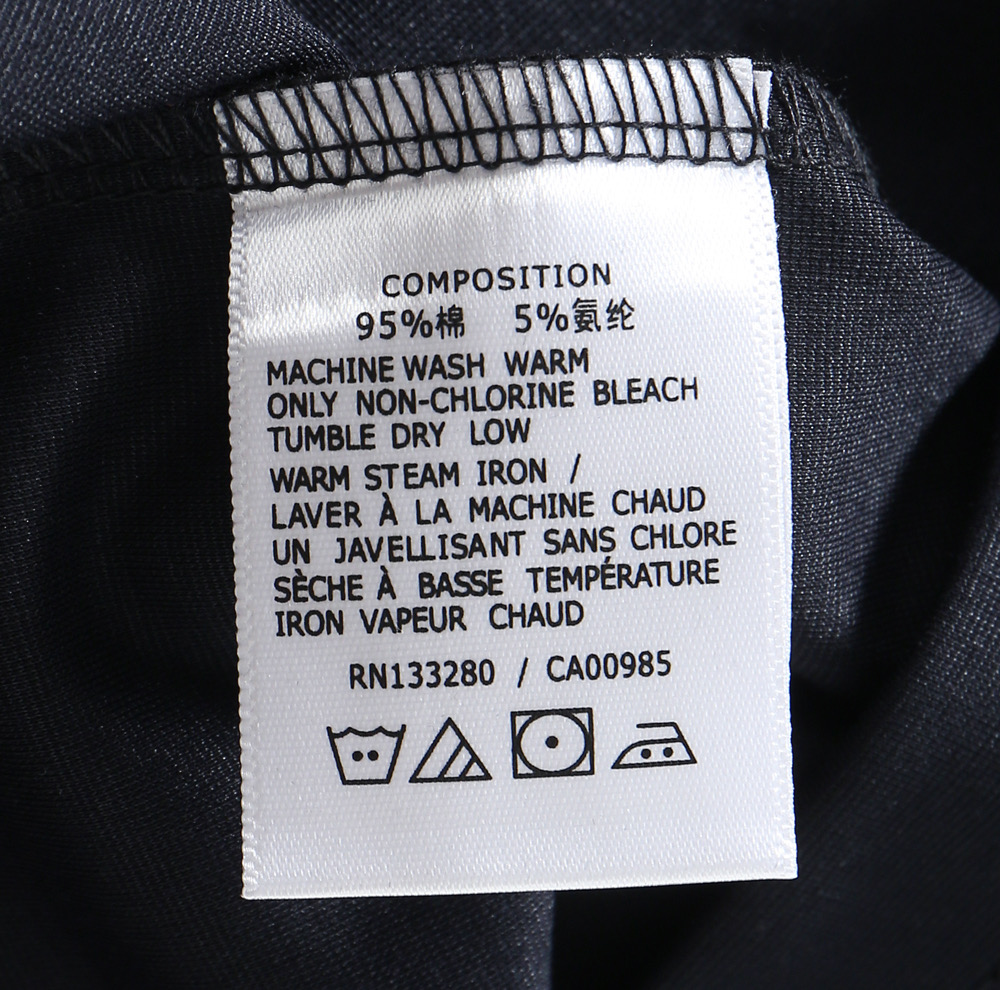 COMPOSITION
95%棉 5%氨纶
MACHINE WASH WARM
ONLY NON-CHLORINE BLEACH
TUMBLE DRY LOW
WARM STEAM IRON /
LAVER À LA MACHINE CHAUD
UN JAVELLISANT SANS CHLORE
SÈCHE À BASSE TEMPÉRATURE
IRON VAPEUR CHAUD
RN133280 / CA00985